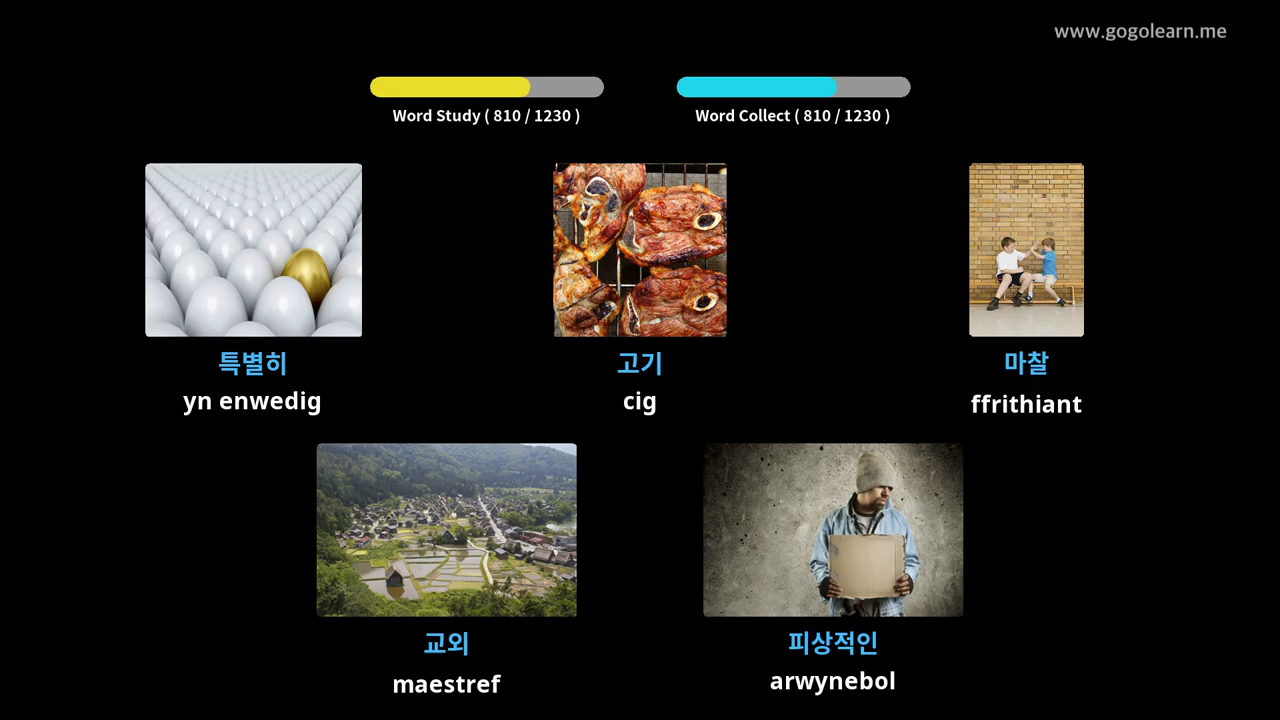 www.gogolearn.me
Word Study ( 810 / 1230 )
Word Collect ( 810 / 1230 )
특별히
yn enwedig
고기
cig
마찰
ffrithiant
교외
maestref
피상적인
arwynebol